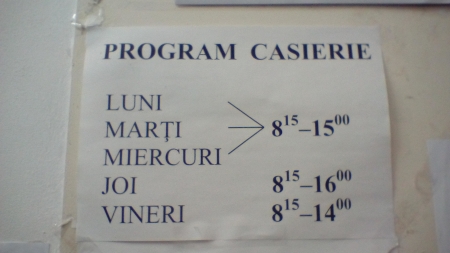 PROGRAM CASIERIE
LUNI
MARȚI 8¹⁵–15⁰⁰
MIERCURI
JOI 8¹⁵–16⁰⁰
VINERI 8¹⁵–14⁰⁰